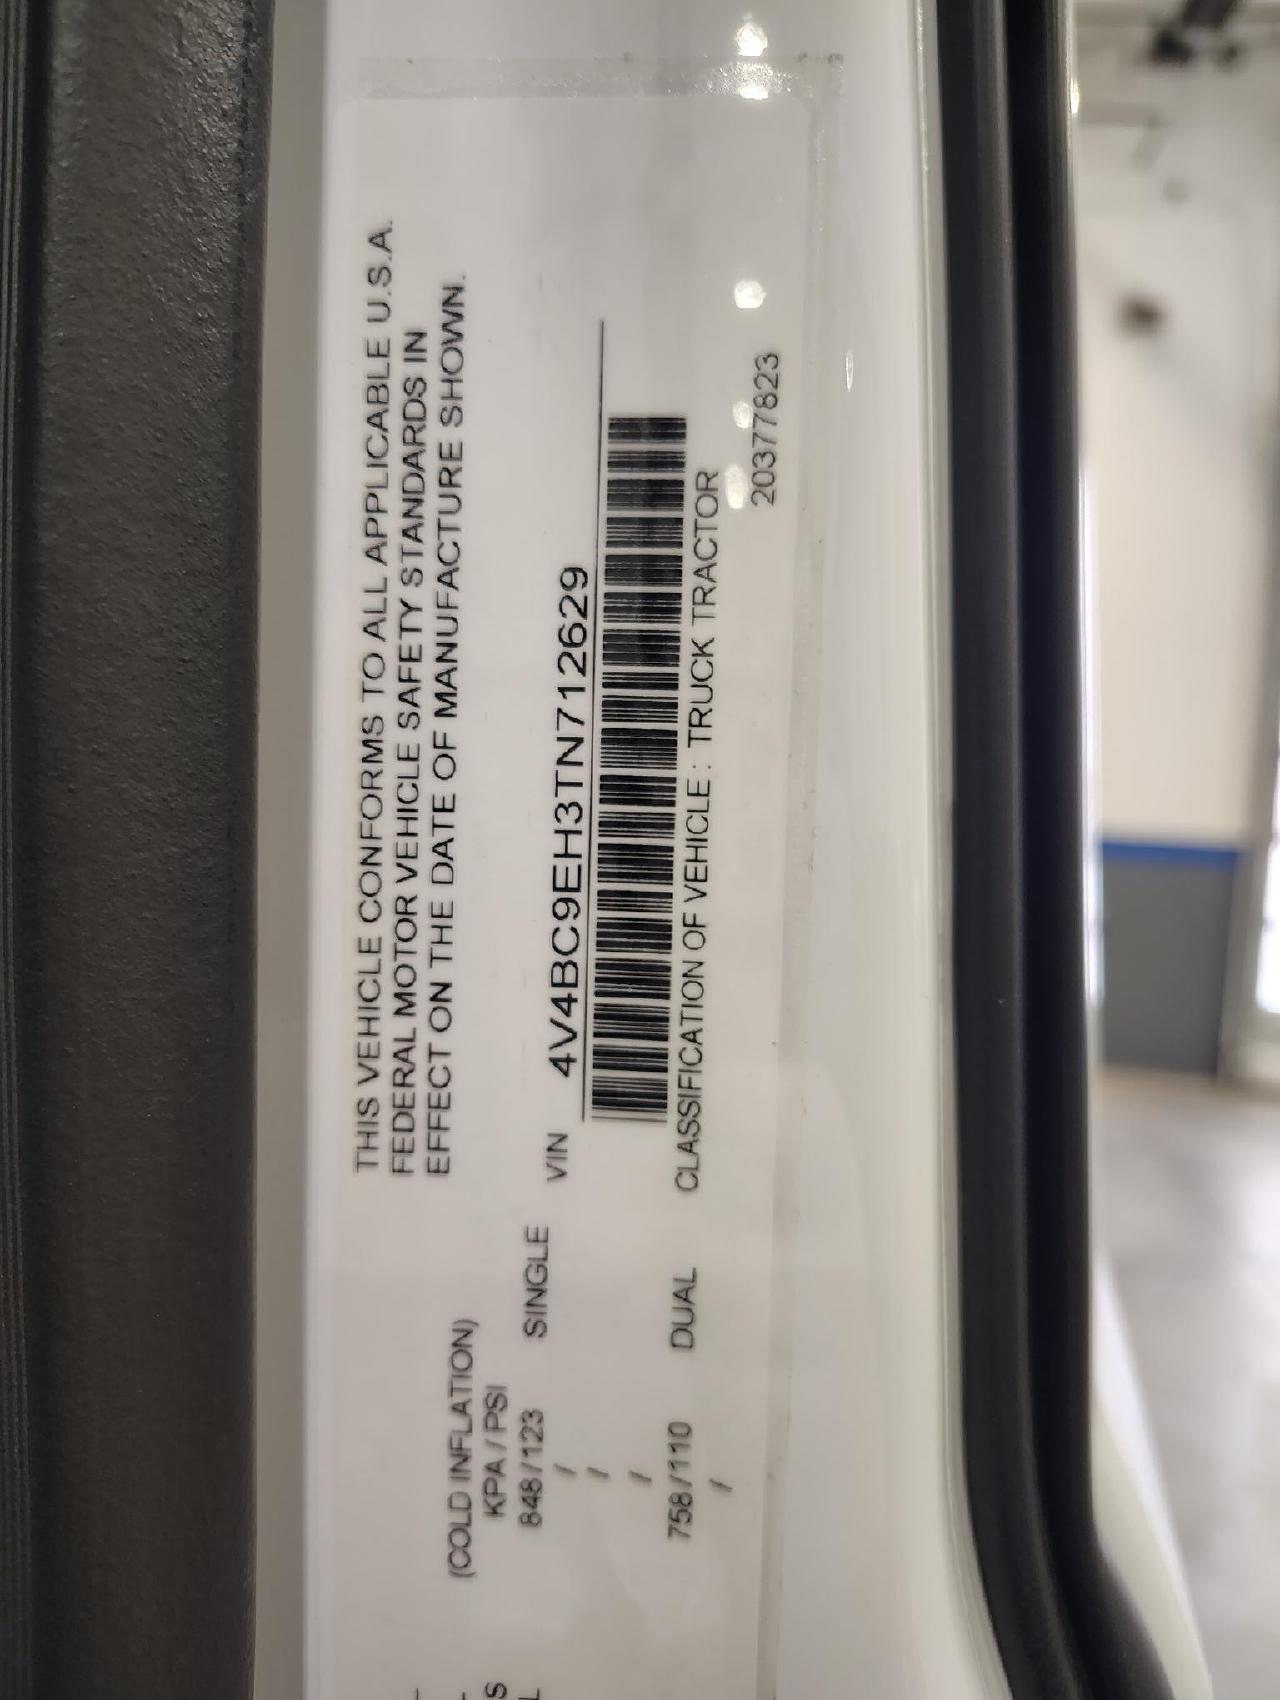 THIS VEHICLE CONFORMS TO ALL APPLICABLE U.S.A.
FEDERAL MOTOR VEHICLE SAFETY STANDARDS IN
EFFECT ON THE DATE OF MANUFACTURE SHOWN.
(COLD INFLATION)
KPA / PSI
848 / 123 SINGLE
/
/
/
758 / 110 DUAL
/
VIN 4V4BC9EH3TN712629
CLASSIFICATION OF VEHICLE : TRUCK TRACTOR
20377823